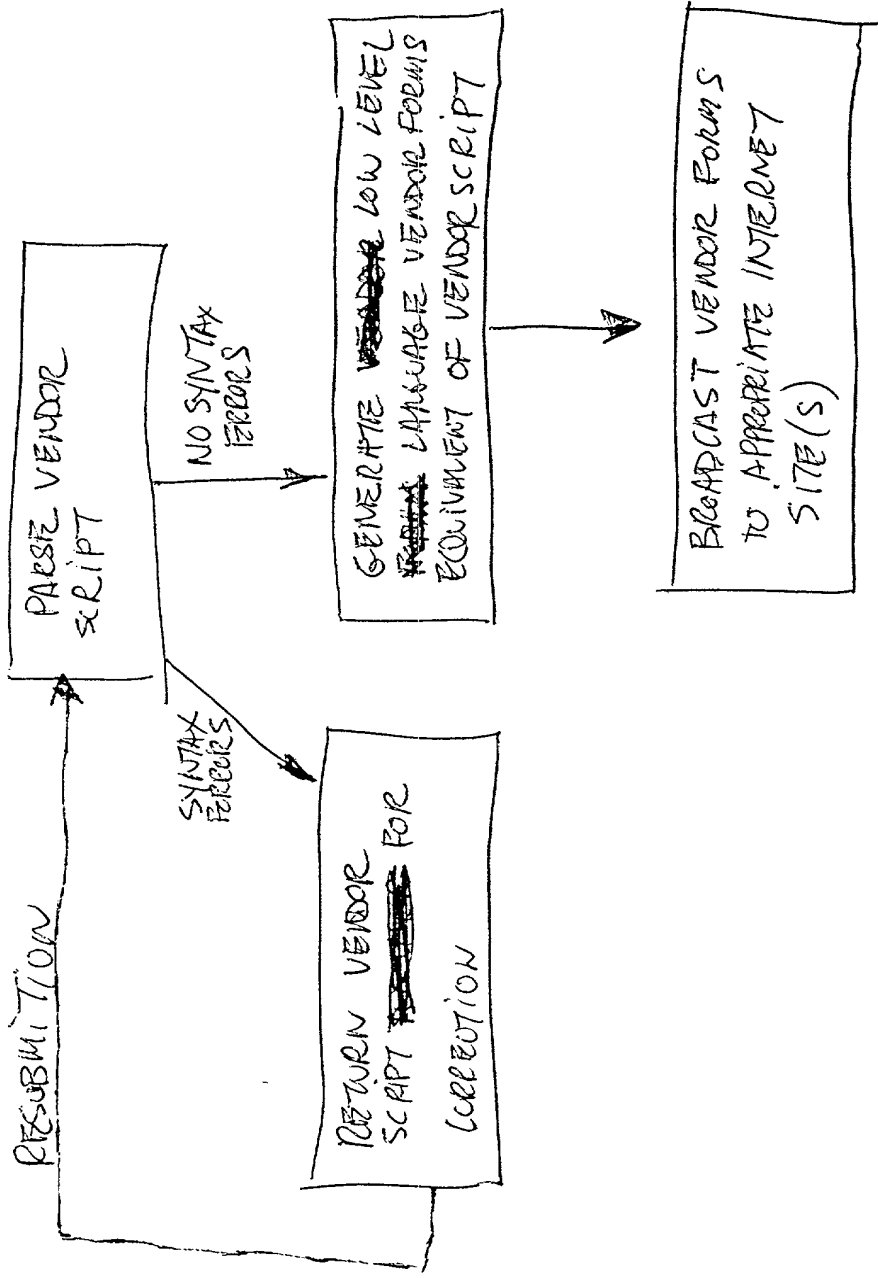 RESUBMITION
PARSE VENDOR
SCRIPT
SYNTAX
ERRORS
NO SYNTAX
ERRORS
RETURN VENDOR
SCRIPT FOR
CORRECTION
GENERATE LOW LEVEL
LANGUAGE VENDOR FORMS
EQUIVALENT OF VENDOR SCRIPT
BROADCAST VENDOR FORMS
TO APPROPRIATE INTERNET
SITE(S)